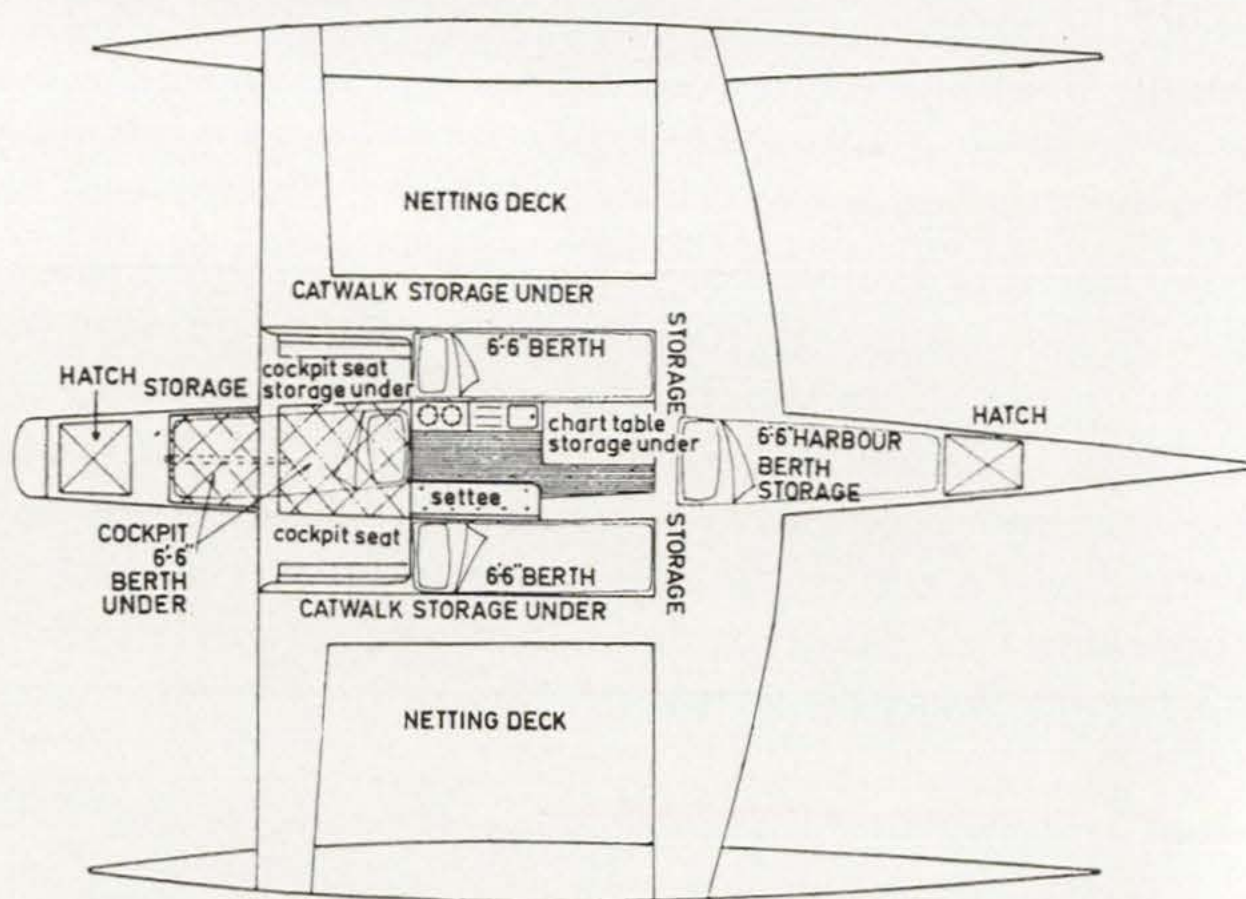 NETTING DECK
CATWALK STORAGE UNDER
STORAGE
6'-6" BERTH
HATCH
STORAGE
cockpit seat
storage under
chart table
storage under
HATCH
6'-6" HARBOUR
BERTH
STORAGE
settee
COCKPIT
6'-6"
BERTH
UNDER
cockpit seat
6'6" BERTH
STORAGE
CATWALK STORAGE UNDER
NETTING DECK